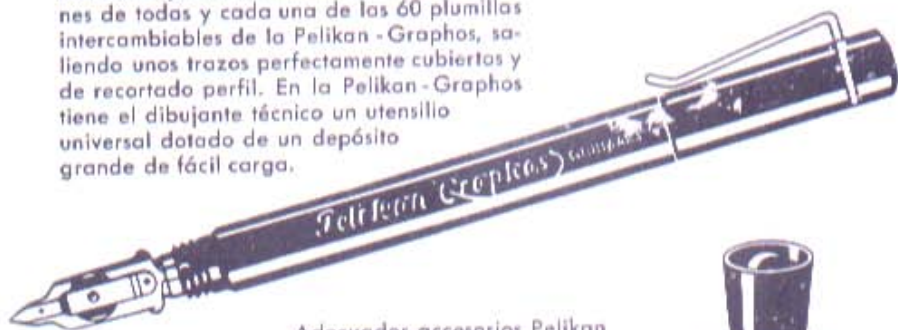 nes de todas y cada una de las 60 plumillas
intercambiables de la Pelikan-Graphos, sa-
liendo unos trazos perfectamente cubiertos y
de recortado perfil. En la Pelikan-Graphos
tiene el dibujante técnico un utensilio
universal dotado de un depósito
grande de fácil carga.
Pelikan Graphos
Adecuados accesorios Pelikan